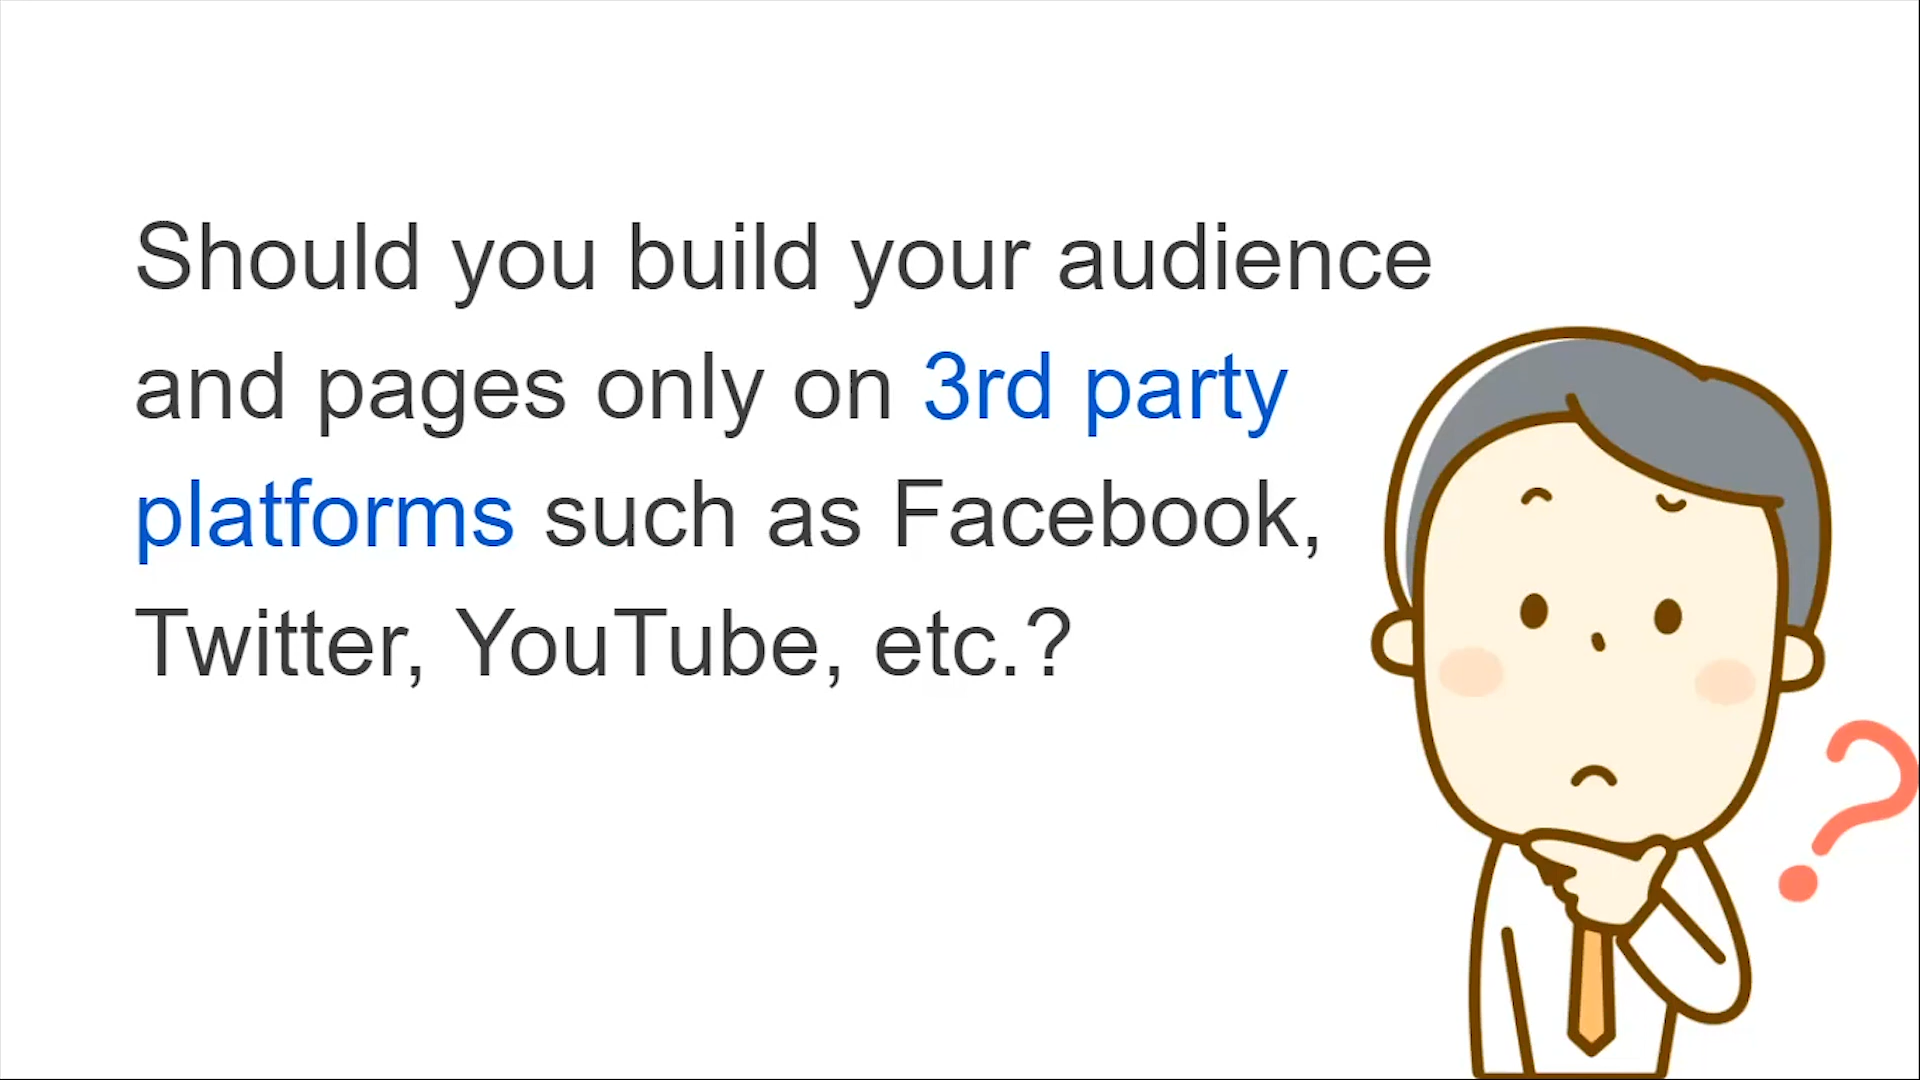 Should you build your audience
and pages only on 3rd party
platforms such as Facebook,
Twitter, YouTube, etc.?